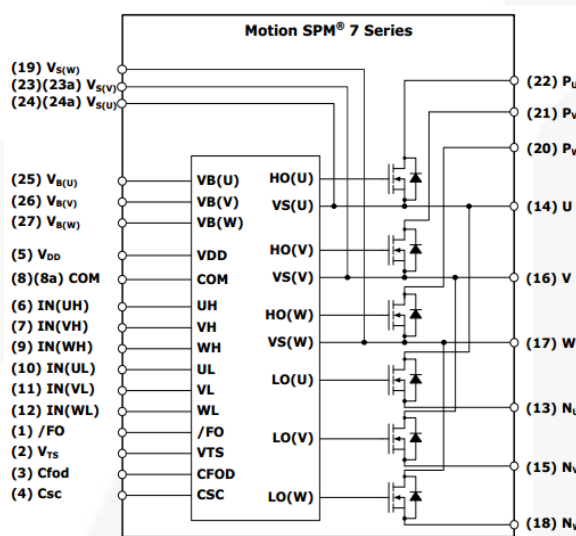 Motion SPM® 7 Series
(19) VS(W)
(23)(23a) VS(V)
(24)(24a) VS(U)
(25) VB(U)
(26) VB(V)
(27) VB(W)
(5) VDD
(8)(8a) COM
(6) IN(UH)
(7) IN(VH)
(9) IN(WH)
(10) IN(UL)
(11) IN(VL)
(12) IN(WL)
(1) /FO
(2) VTS
(3) Cfod
(4) Csc
VB(U)
VB(V)
VB(W)
VDD
COM
UH
VH
WH
UL
VL
WL
/FO
VTS
CFOD
CSC
HO(U)
VS(U)
HO(V)
VS(V)
HO(W)
VS(W)
LO(U)
LO(V)
LO(W)
(22) PU
(21) PV
(20) P
(14) U
(16) V
(17) W
(13) NU
(15) NV
(18) N